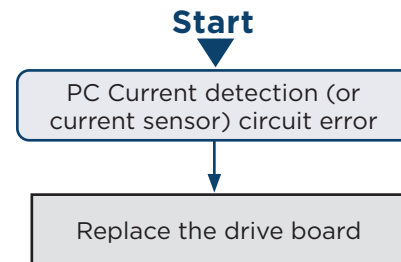 Start
PC Current detection (or
current sensor) circuit error
Replace the drive board